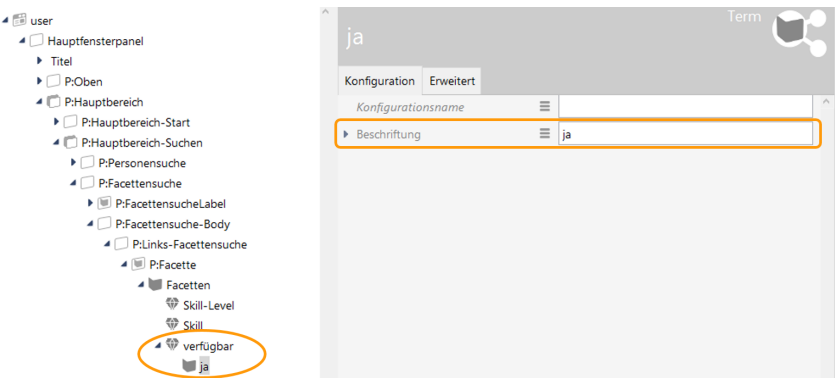 user
Hauptfensterpanel
Titel
P:Oben
P:Hauptbereich
P:Hauptbereich-Start
P:Hauptbereich-Suchen
P:Personensuche
P:Facettensuche
P:FacettensucheLabel
P:Facettensuche-Body
P:Links-Facettensuche
P:Facette
Facetten
Skill-Level
Skill
verfügbar
ja
Term
ja
Konfiguration Erweitert
Konfigurationsname
Beschriftung ja